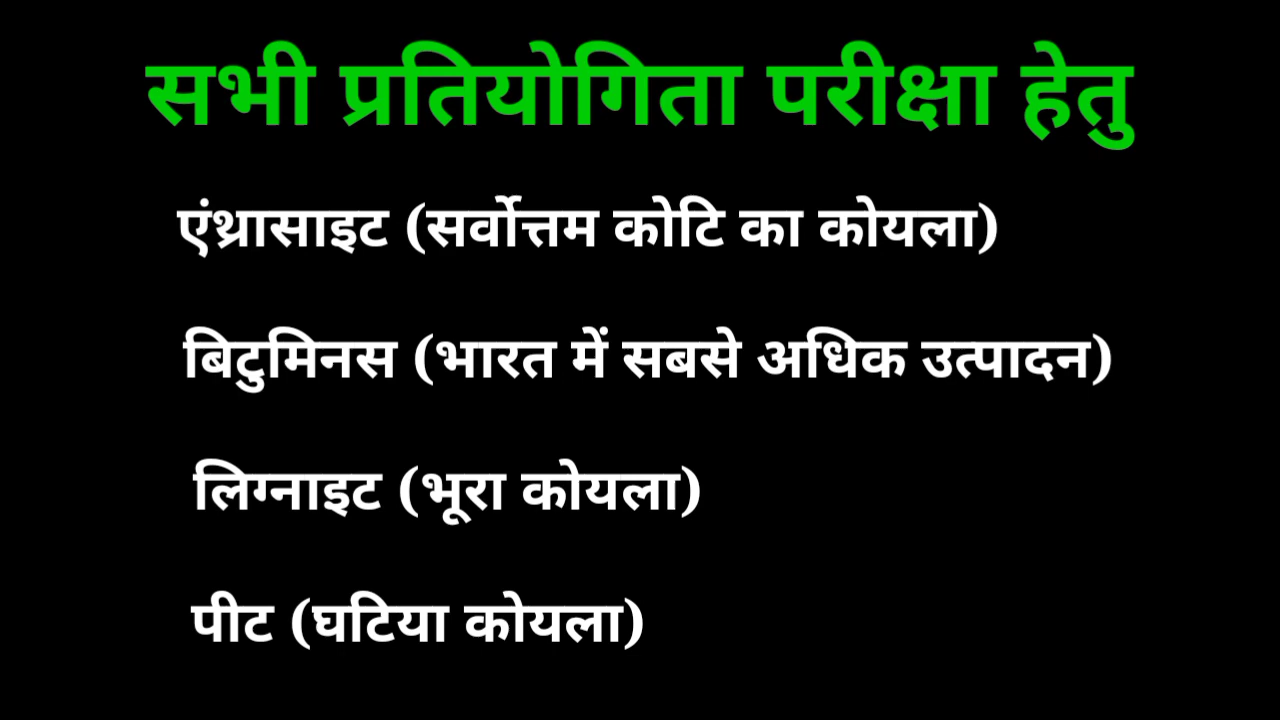 सभी प्रतियोगिता परीक्षा हेतु
एंथ्रासाइट (सर्वोत्तम कोटि का कोयला)
बिटुमिनस (भारत में सबसे अधिक उत्पादन)
लिग्नाइट (भूरा कोयला)
पीट (घटिया कोयला)